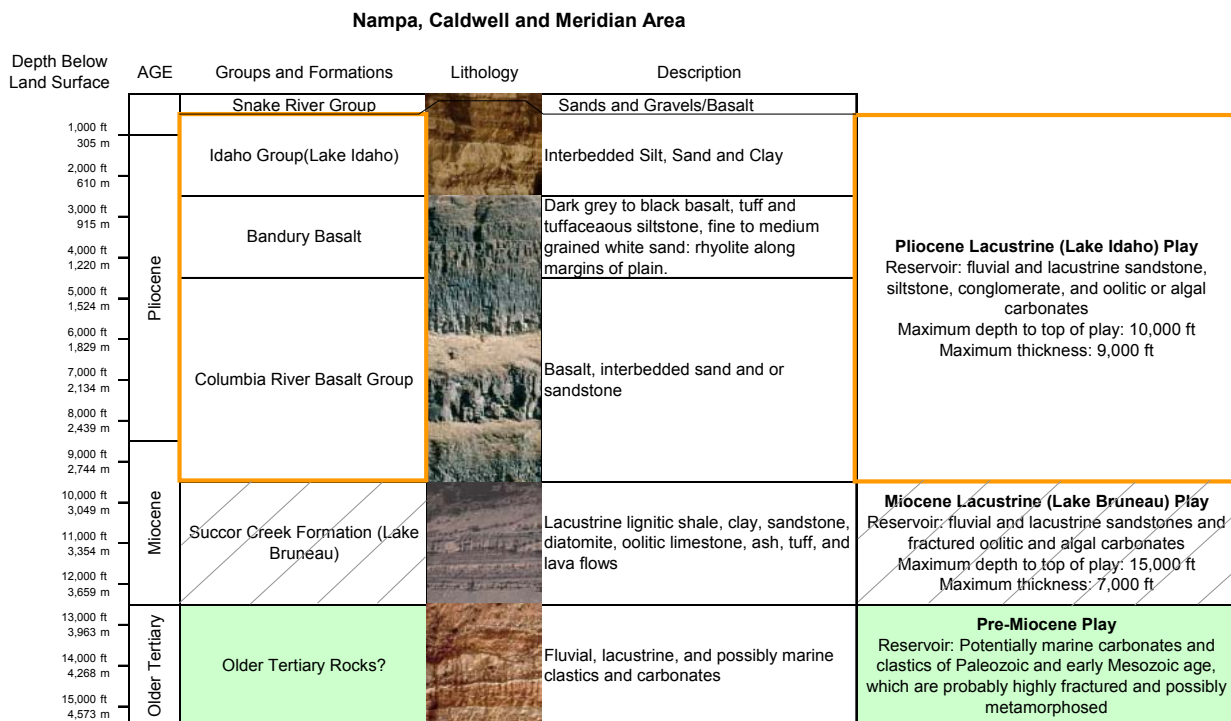 Nampa, Caldwell and Meridian Area
Depth Below
Land Surface
AGE
Groups and Formations
Lithology
Description
Snake River Group
Sands and Gravels/Basalt
1,000 ft
305 m
2,000 ft
610 m
3,000 ft
915 m
4,000 ft
1,220 m
5,000 ft
1,524 m
6,000 ft
1,829 m
7,000 ft
2,134 m
8,000 ft
2,439 m
9,000 ft
2,744 m
10,000 ft
3,049 m
11,000 ft
3,354 m
12,000 ft
3,659 m
13,000 ft
3,963 m
14,000 ft
4,268 m
15,000 ft
4,573 m
Pliocene
Miocene
Older Tertiary
Idaho Group(Lake Idaho)
Interbedded Silt, Sand and Clay
Bandury Basalt
Dark grey to black basalt, tuff and
tuffaceaous siltstone, fine to medium
grained white sand: rhyolite along
margins of plain.
Columbia River Basalt Group
Basalt, interbedded sand and or
sandstone
Pliocene Lacustrine (Lake Idaho) Play
Reservoir: fluvial and lacustrine sandstone,
siltstone, conglomerate, and oolitic or algal
carbonates
Maximum depth to top of play: 10,000 ft
Maximum thickness: 9,000 ft
Succor Creek Formation (Lake
Bruneau)
Lacustrine lignitic shale, clay, sandstone,
diatomite, oolitic limestone, ash, tuff, and
lava flows
Miocene Lacustrine (Lake Bruneau) Play
Reservoir: fluvial and lacustrine sandstones and
fractured oolitic and algal carbonates
Maximum depth to top of play: 15,000 ft
Maximum thickness: 7,000 ft
Older Tertiary Rocks?
Fluvial, lacustrine, and possibly marine
clastics and carbonates
Pre-Miocene Play
Reservoir: Potentially marine carbonates and
clastics of Paleozoic and early Mesozoic age,
which are probably highly fractured and possibly
metamorphosed